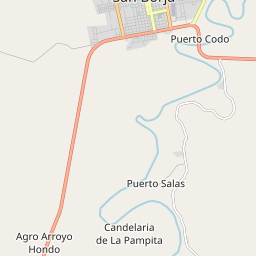 San Borja
Puerto Codo
Puerto Salas
Candelaria
de La Pampita
Agro Arroyo
Hondo